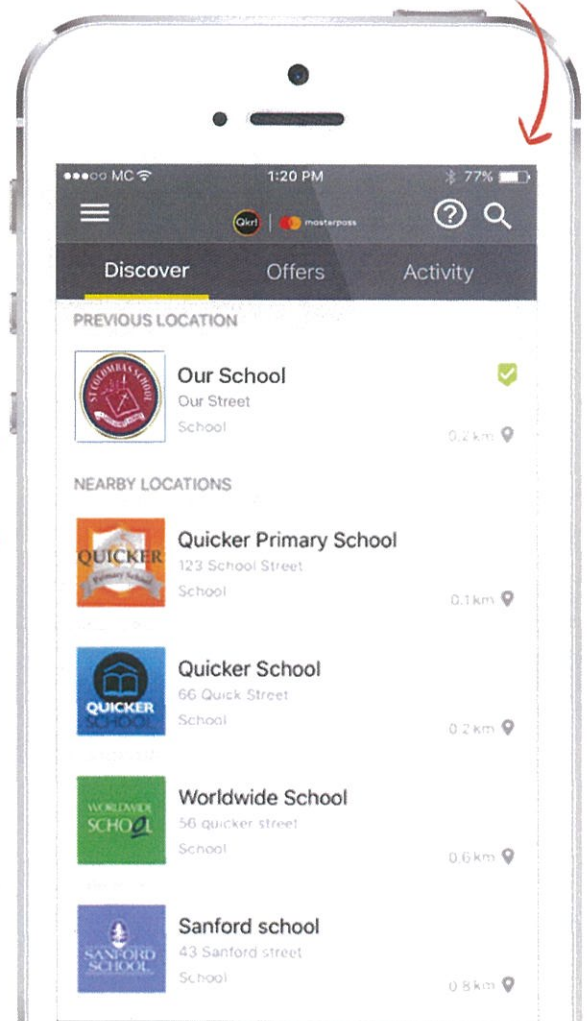 MC 1:20 PM 77%
Qkr! masterpass
Discover Offers Activity
PREVIOUS LOCATION
ST COLUMBAS SCHOOL
Our School
Our Street
School
0.2 km
NEARBY LOCATIONS
QUICKER
Primary School
Quicker Primary School
123 School Street
School
0.1 km
QUICKER
SCHOOL
Quicker School
66 Quick Street
School
0.2 km
WORLDWIDE
SCHOOL
Worldwide School
56 quicker street
School
0.6 km
SANFORD
SCHOOL
Sanford school
43 Sanford street
School
0.8 km